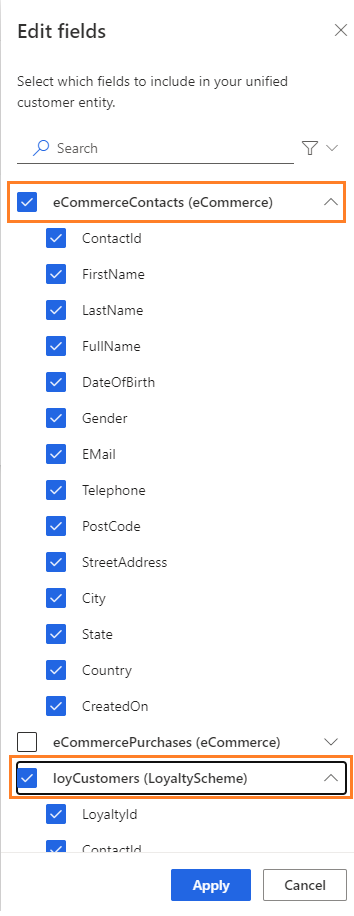 Edit fields
Select which fields to include in your unified
customer entity.
Search
eCommerceContacts (eCommerce)
ContactId
FirstName
LastName
FullName
DateOfBirth
Gender
EMail
Telephone
PostCode
StreetAddress
City
State
Country
CreatedOn
eCommercePurchases (eCommerce)
loyCustomers (LoyaltyScheme)
LoyaltyId
ContactId
Apply
Cancel